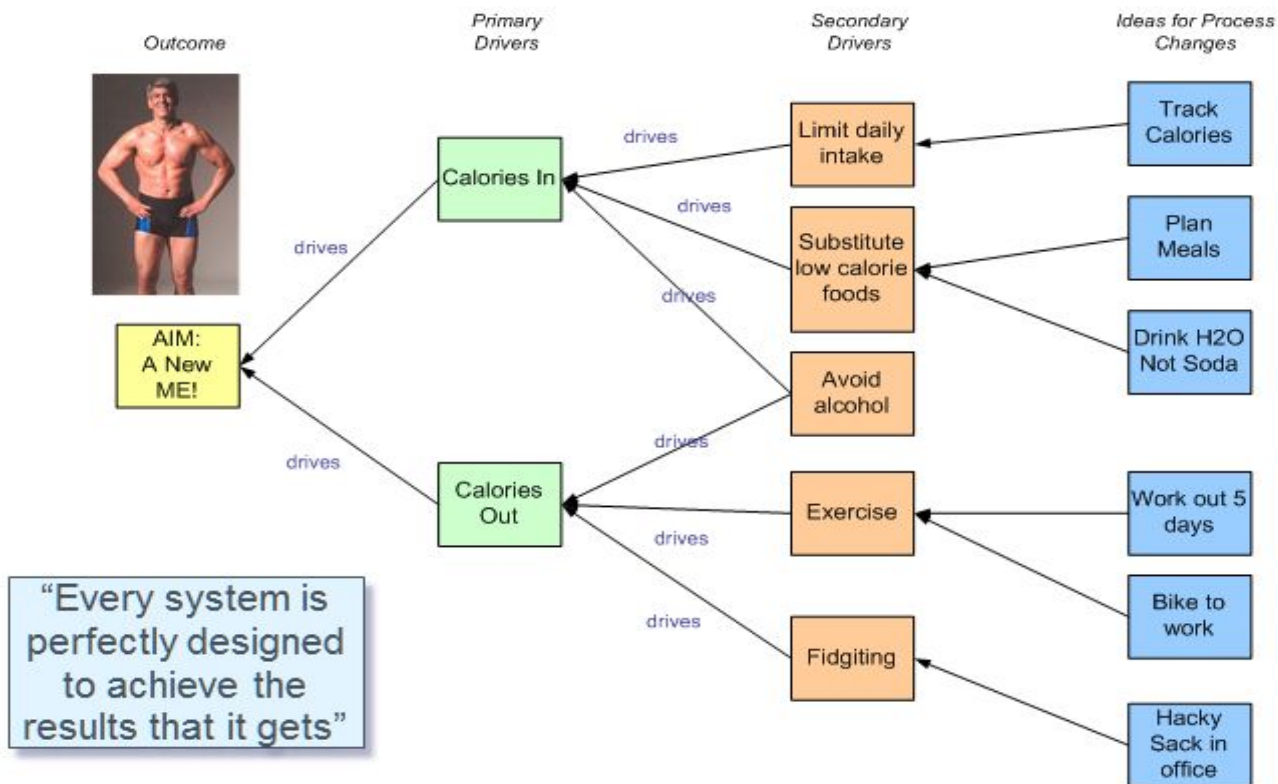 Outcome
Primary
Drivers
Secondary
Drivers
Ideas for Process
Changes
AIM:
A New
ME!
drives
drives
Calories In
Calories
Out
drives
drives
drives
drives
drives
drives
Limit daily
intake
Substitute
low calorie
foods
Avoid
alcohol
Exercise
Fidgiting
Track
Calories
Plan
Meals
Drink H2O
Not Soda
Work out 5
days
Bike to
work
Hacky
Sack in
office
“Every system is
perfectly designed
to achieve the
results that it gets”